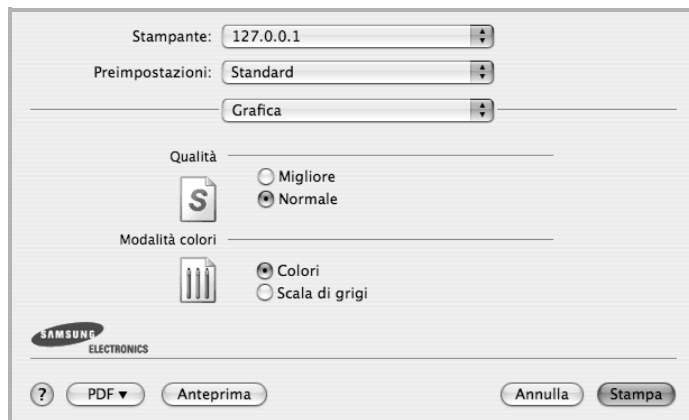 Stampante: 127.0.0.1
Preimpostazioni: Standard
Grafica
Qualità
Migliore
S
Normale
Modalità colori
Colori
Scala di grigi
SAMSUNG
ELECTRONICS
? PDF ▼ Anteprima Annulla Stampa